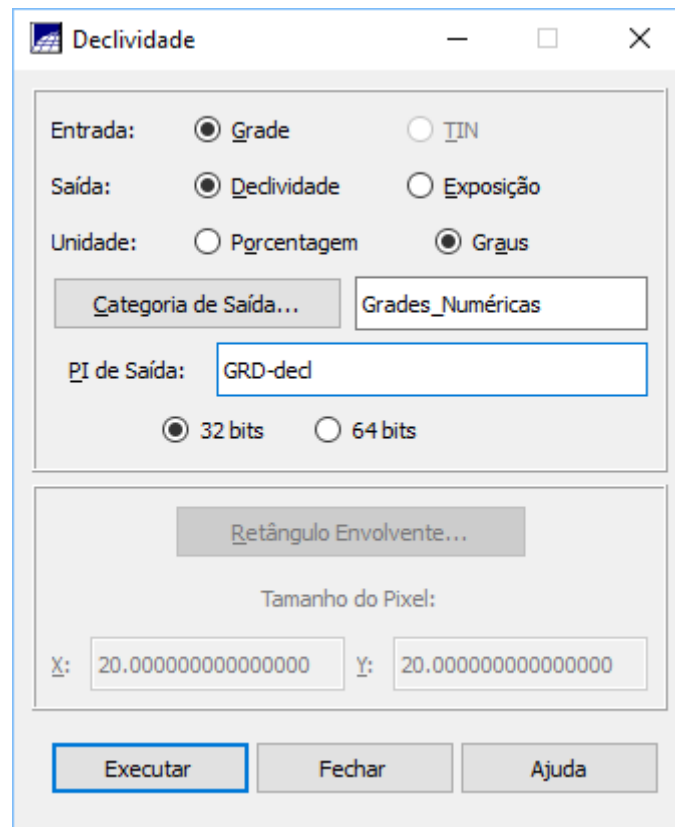 Declividade
Entrada: Grade TIN
Saída: Declividade Exposição
Unidade: Porcentagem Graus
Categoria de Saída... Grades_Numéricas
PI de Saída: GRD-decl
32 bits 64 bits
Retângulo Envolvente...
Tamanho do Pixel:
X: 20.000000000000000 Y: 20.000000000000000
Executar Fechar Ajuda